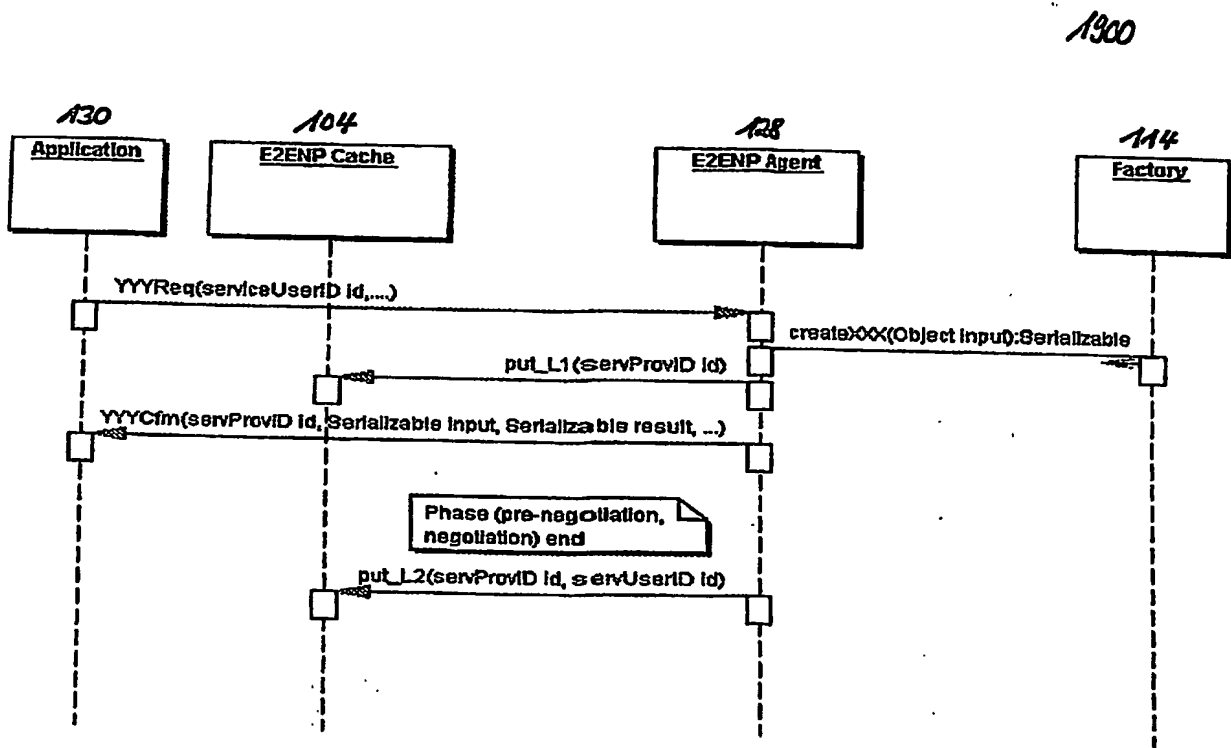 1900
130
104
128
114
Application
E2ENP Cache
E2ENP Agent
Factory
YYYReq(serviceUserID id,....)
createXXX(Object input):Serializable
put_L1(servProvID id)
YYYCfm(servProvID id, Serializable input, Serializable result, ...)
Phase (pre-negotiation,
negotiation) end
put_L2(servProvID id, servUserID id)